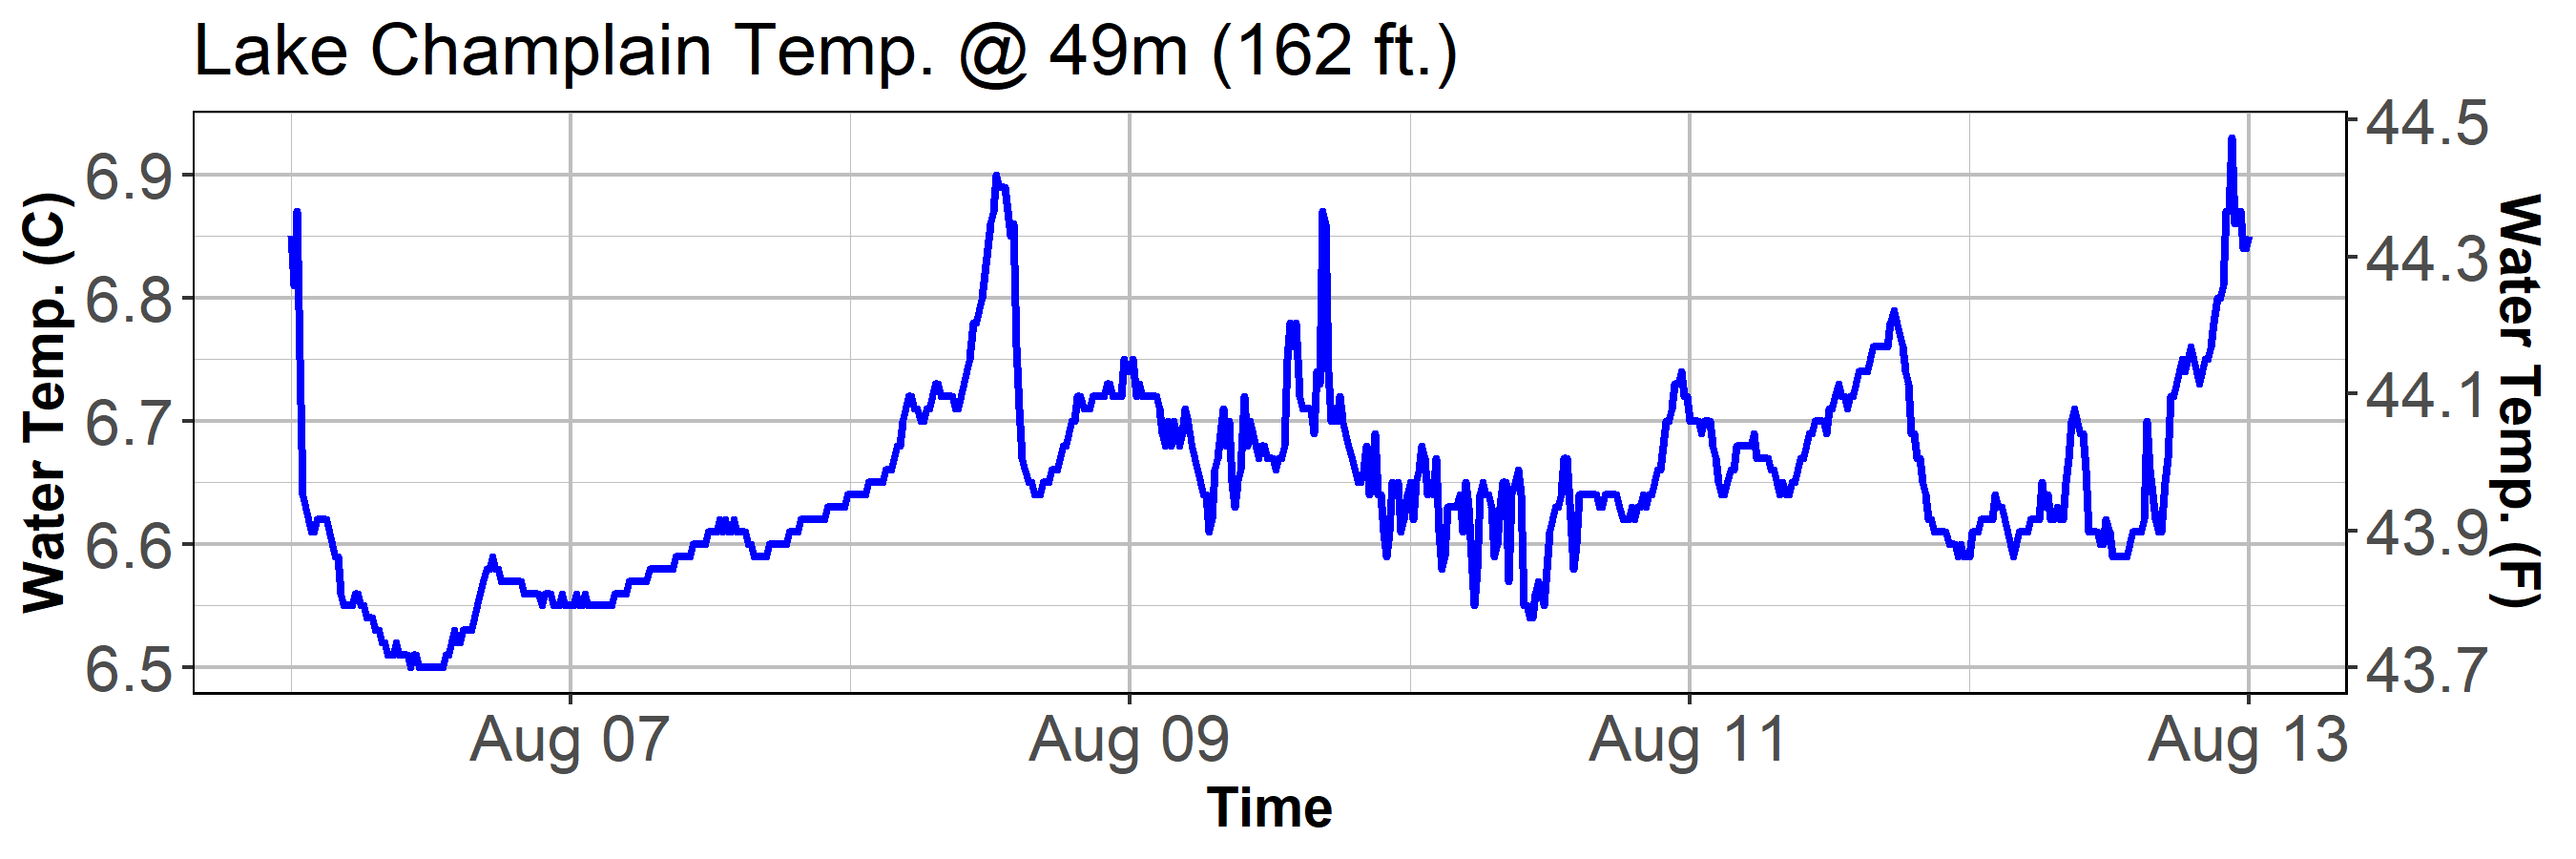 Lake Champlain Temp. @ 49m (162 ft.)
Water Temp. (C)
6.9
6.8
6.7
6.6
6.5
44.5
44.3
44.1
43.9
43.7
Water Temp. (F)
Aug 07 Aug 09 Aug 11 Aug 13
Time